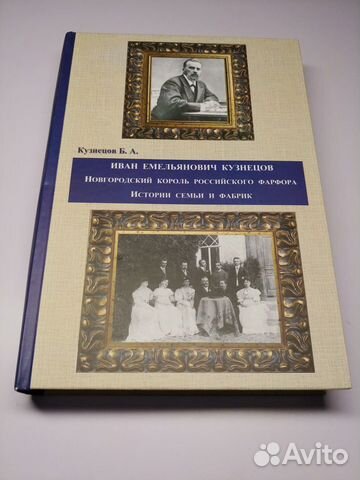 Кузнецов Б. А.
ИВАН ЕМЕЛЬЯНОВИЧ КУЗНЕЦОВ
НОВГОРОДСКИЙ КОРОЛЬ РОССИЙСКОГО ФАРФОРА
ИСТОРИИ СЕМЬИ И ФАБРИК
Avito